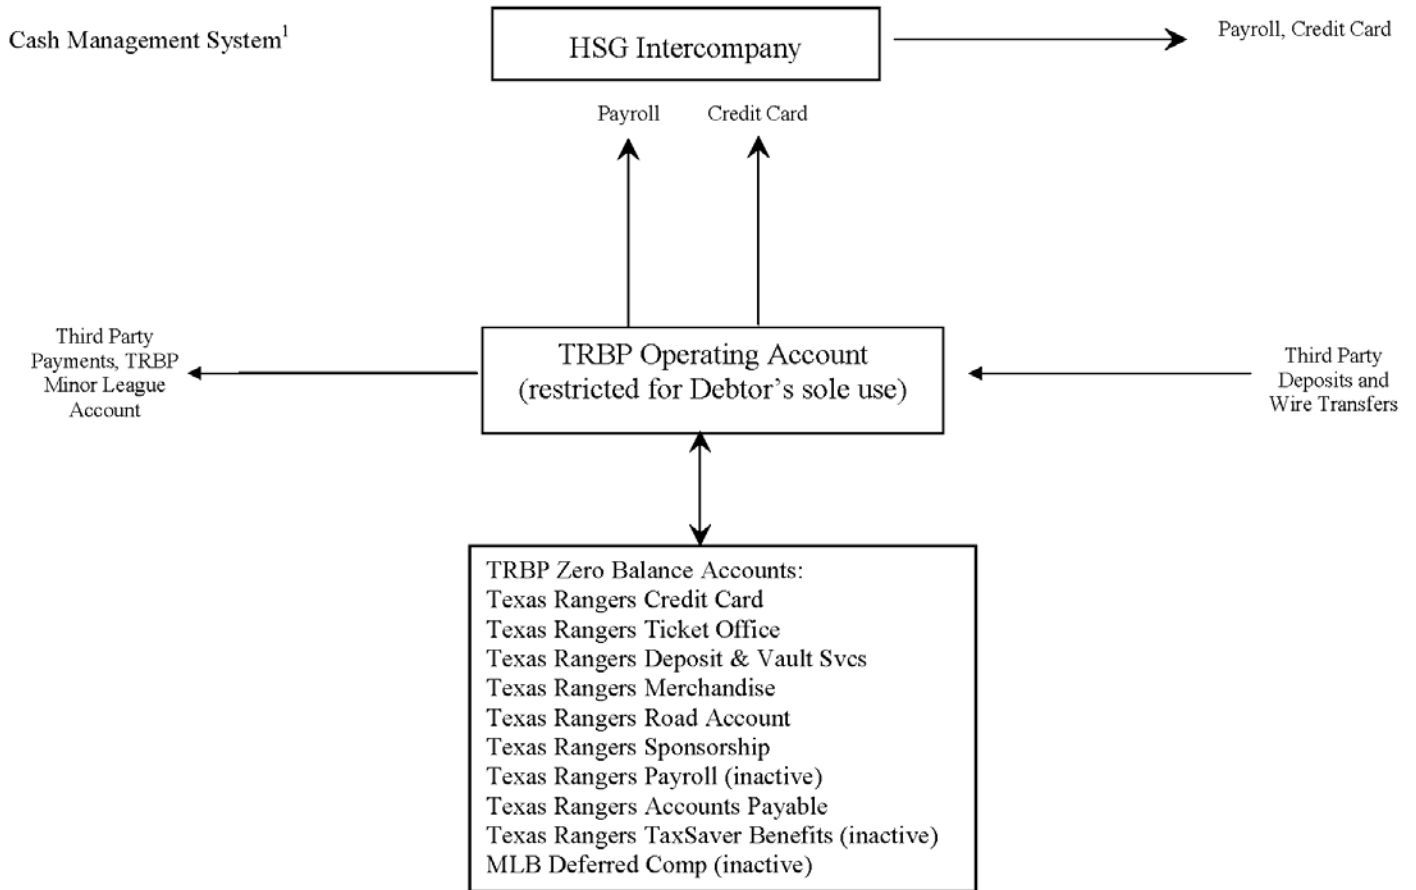 Cash Management System¹
HSG Intercompany
Payroll, Credit Card
Payroll
Credit Card
Third Party
Payments, TRBP
Minor League
Account
TRBP Operating Account
(restricted for Debtor’s sole use)
Third Party
Deposits and
Wire Transfers
TRBP Zero Balance Accounts:
Texas Rangers Credit Card
Texas Rangers Ticket Office
Texas Rangers Deposit & Vault Svcs
Texas Rangers Merchandise
Texas Rangers Road Account
Texas Rangers Sponsorship
Texas Rangers Payroll (inactive)
Texas Rangers Accounts Payable
Texas Rangers TaxSaver Benefits (inactive)
MLB Deferred Comp (inactive)